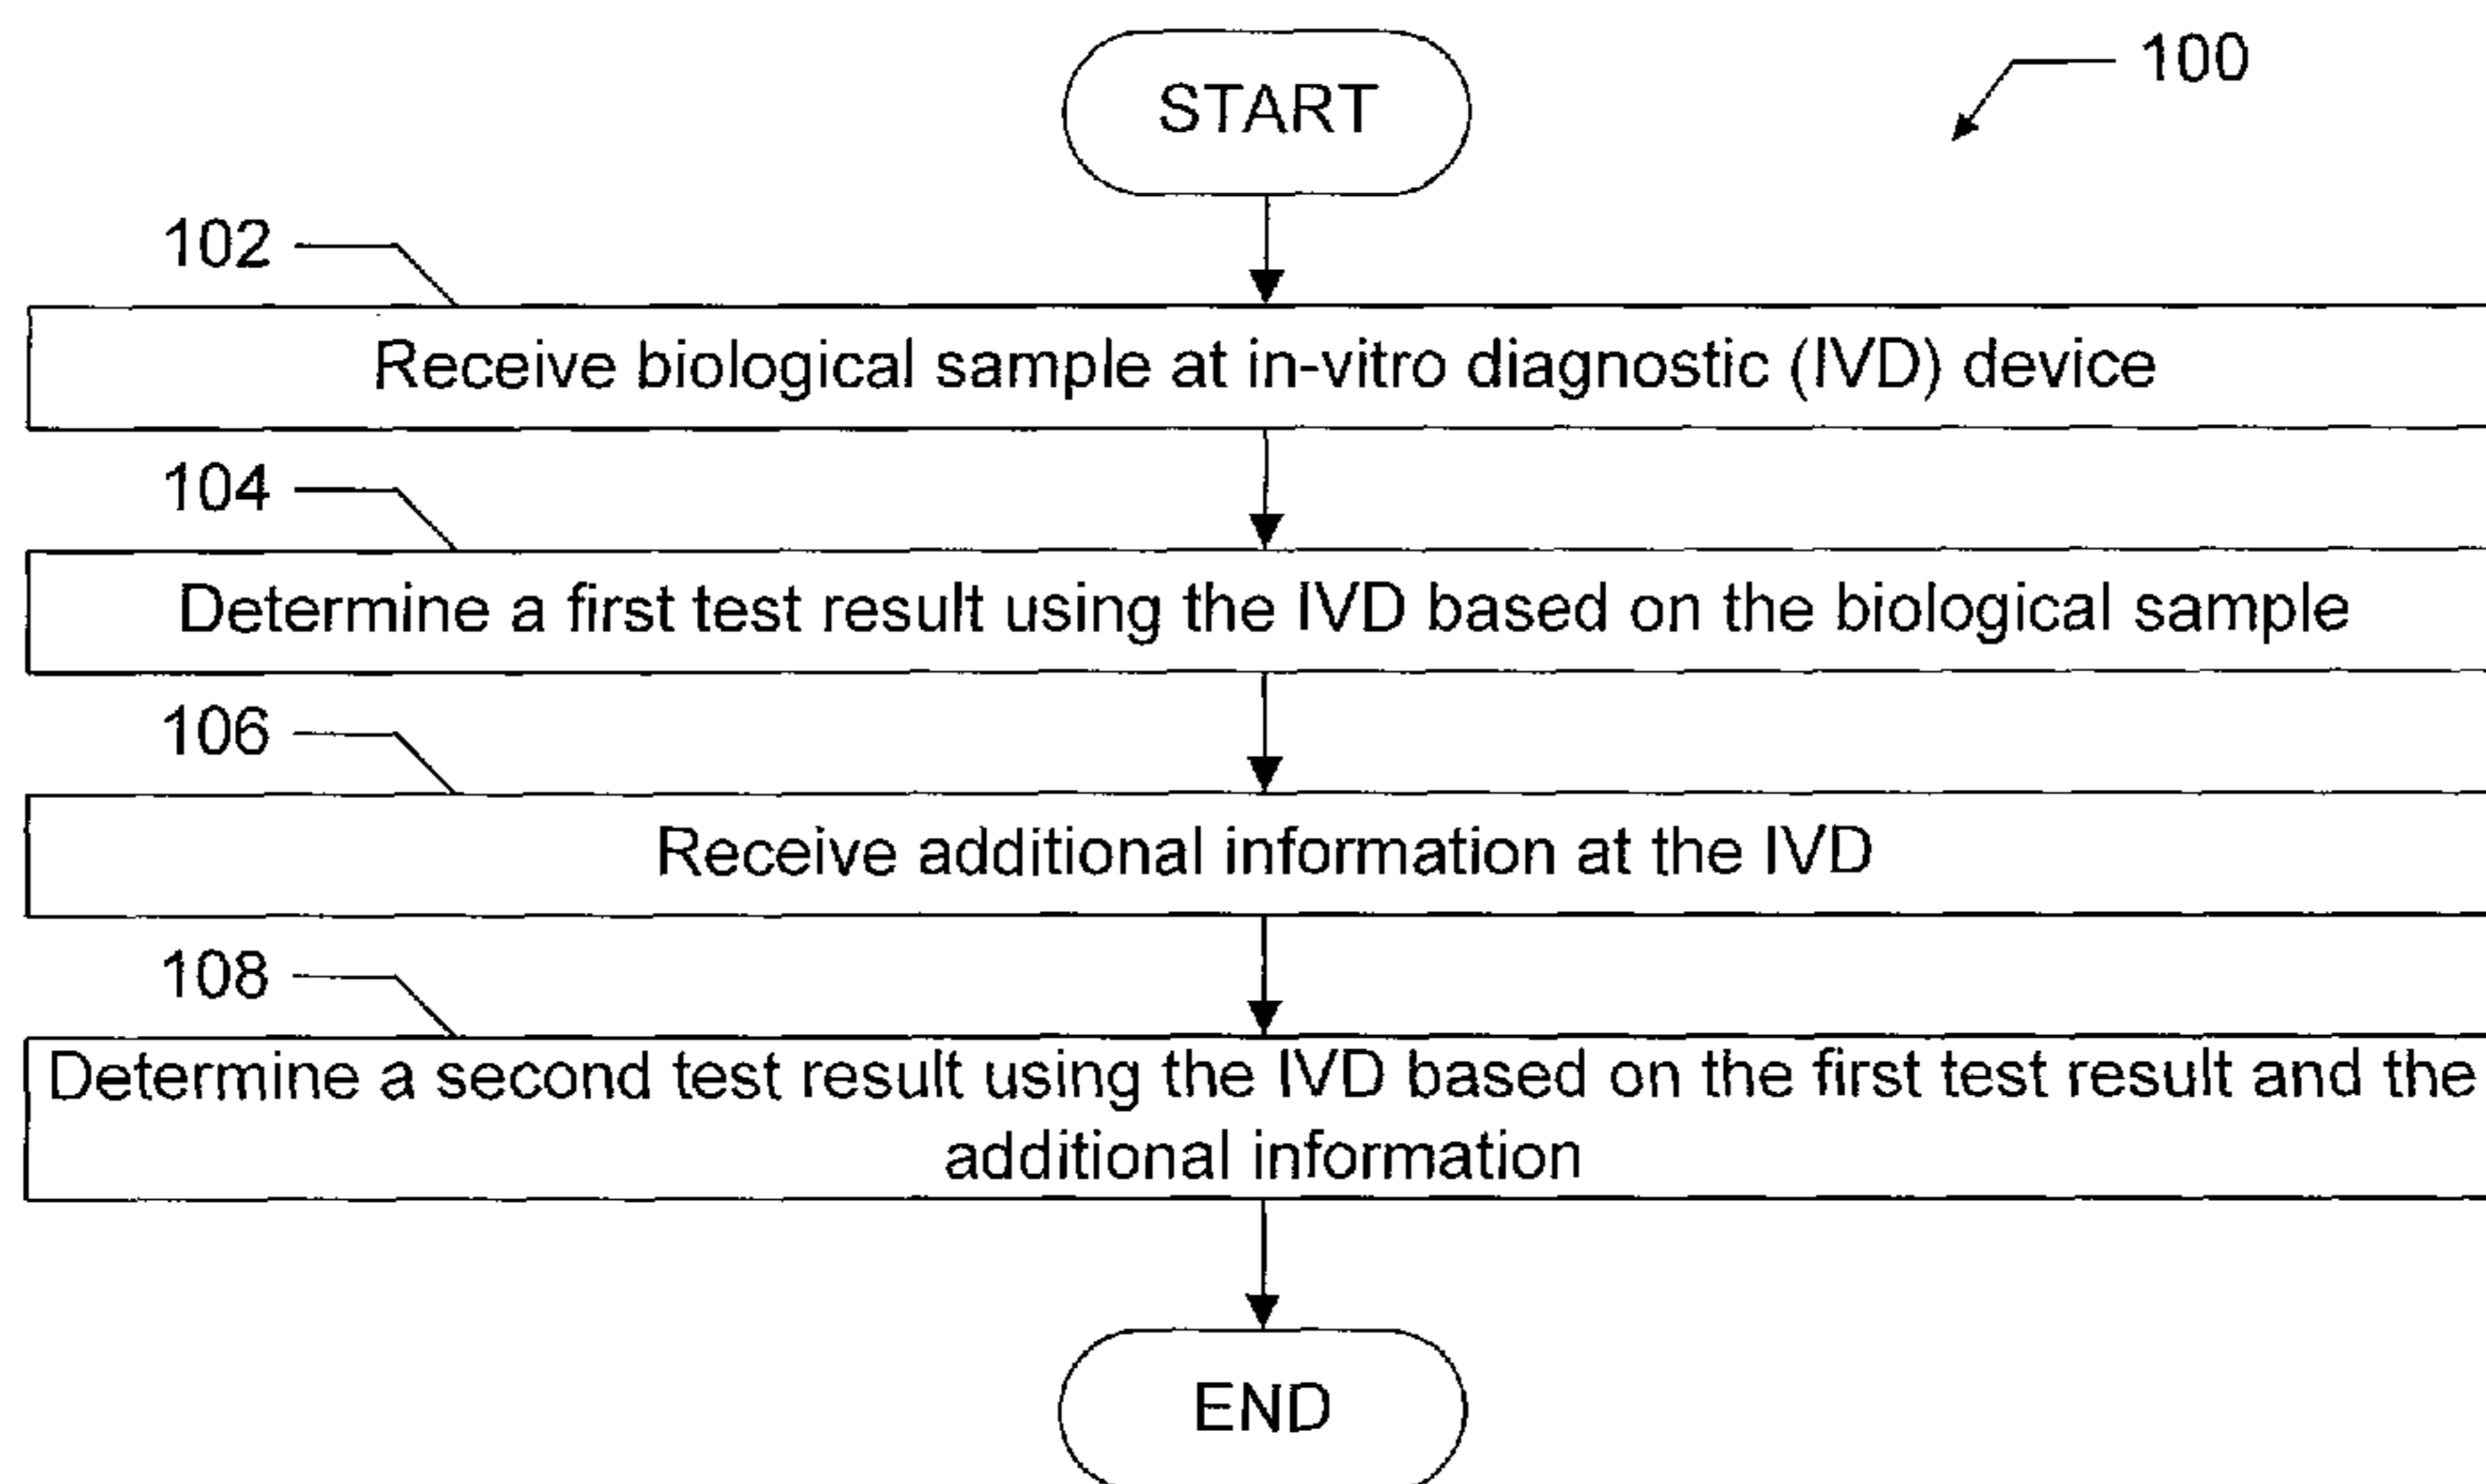 START
100
102
Receive biological sample at in-vitro diagnostic (IVD) device
104
Determine a first test result using the IVD based on the biological sample
106
Receive additional information at the IVD
108
Determine a second test result using the IVD based on the first test result and the
additional information
END